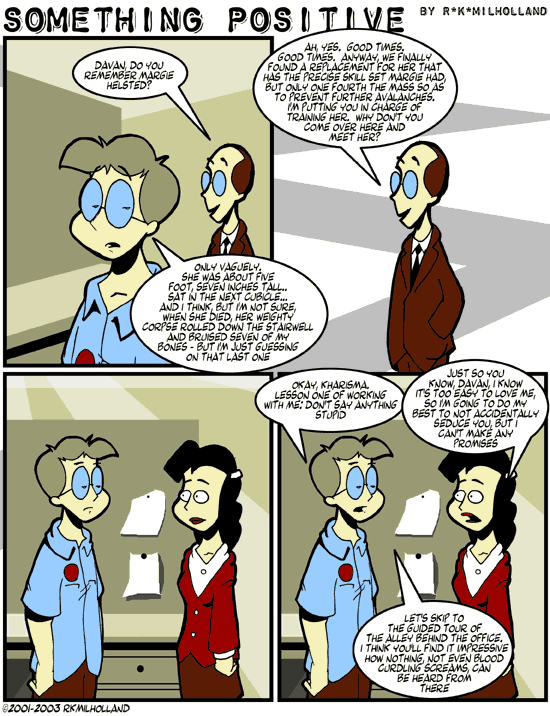 SOMETHING POSITIVE BY R*K*MILHOLLAND
DAVAN, DO YOU
REMEMBER MARGIE
HELSTED?
ONLY VAGUELY.
SHE WAS ABOUT FIVE
FOOT, SEVEN INCHES TALL...
SAT IN THE NEXT CUBICLE...
AND I THINK, BUT I'M NOT SURE,
WHEN SHE DIED, HER WEIGHTY
CORPSE ROLLED DOWN THE STAIRWELL
AND BRUISED SEVEN OF MY
BONES - BUT I'M JUST GUESSING
ON THAT LAST ONE
AH, YES. GOOD TIMES,
GOOD TIMES. ANYWAY, WE FINALLY
FOUND A REPLACEMENT FOR HER THAT
HAS THE PRECISE SKILL SET MARGIE HAD,
BUT ONLY ONE FOURTH THE MASS SO AS
TO PREVENT FURTHER AVALANCHES.
I'M PUTTING YOU IN CHARGE OF
TRAINING HER. WHY DON'T YOU
COME OVER HERE AND
MEET HER?
OKAY, KHARISMA.
LESSON ONE OF WORKING
WITH ME: DON'T SAY ANYTHING
STUPID
JUST SO YOU
KNOW, DAVAN, I KNOW
IT'S TOO EASY TO LOVE ME,
SO I'M GOING TO DO MY
BEST TO NOT ACCIDENTALLY
SEDUCE YOU, BUT I
CAN'T MAKE ANY
PROMISES
LET'S SKIP TO
THE GUIDED TOUR OF
THE ALLEY BEHIND THE OFFICE.
I THINK YOU'LL FIND IT IMPRESSIVE
HOW NOTHING, NOT EVEN BLOOD
CURDLING SCREAMS, CAN
BE HEARD FROM
THERE
©2001-2003 RKMILHOLLAND